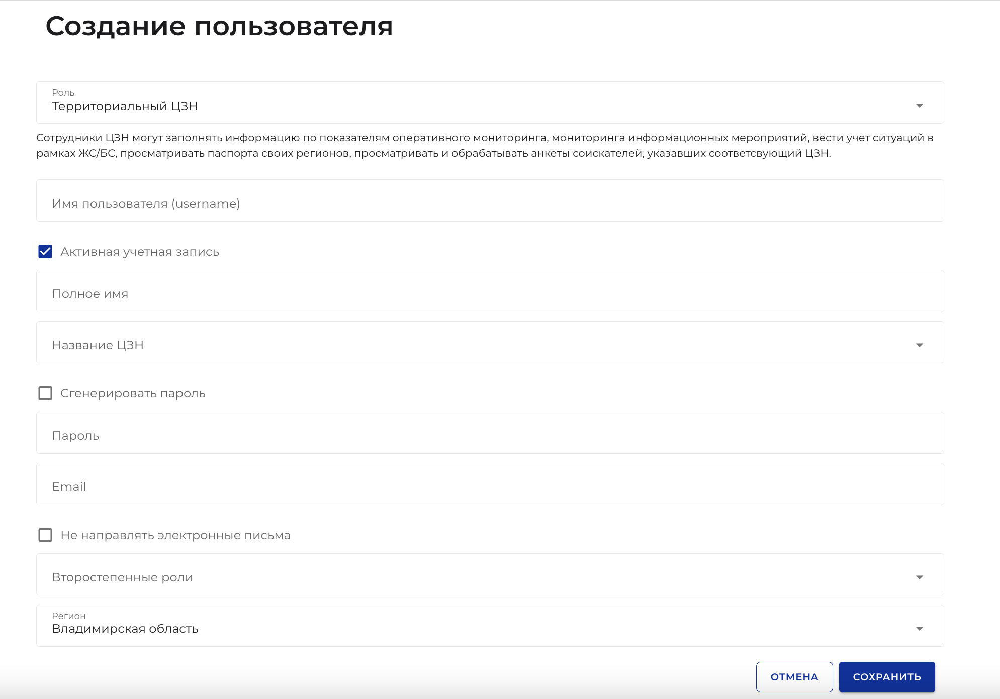 Создание пользователя
Роль
Территориальный ЦЗН
Сотрудники ЦЗН могут заполнять информацию по показателям оперативного мониторинга, мониторинга информационных мероприятий, вести учет ситуаций в
рамках ЖС/БС, просматривать паспорта своих регионов, просматривать и обрабатывать анкеты соискателей, указавших соответсвующий ЦЗН.
Имя пользователя (username)
Активная учетная запись
Полное имя
Название ЦЗН
Сгенерировать пароль
Пароль
Email
Не направлять электронные письма
Второстепенные роли
Регион
Владимирская область
ОТМЕНА СОХРАНИТЬ